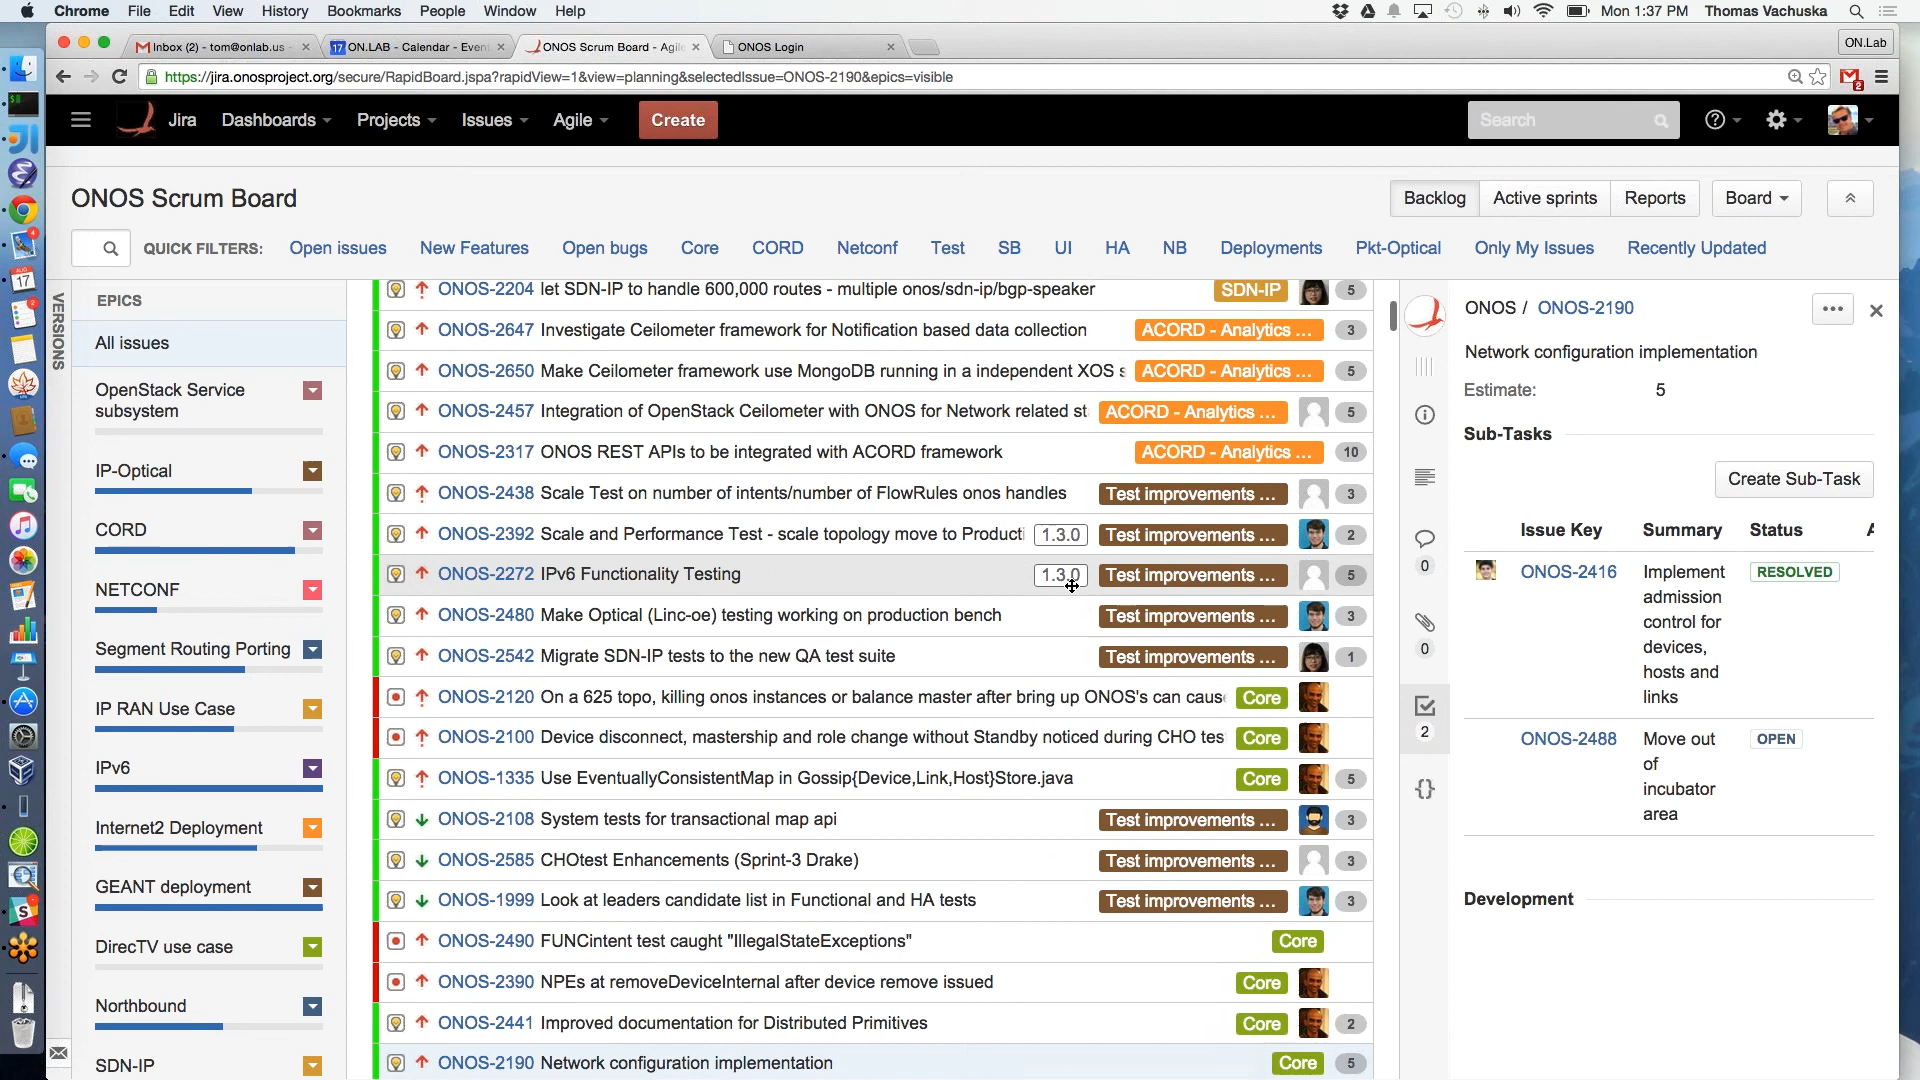 Chrome File Edit View History Bookmarks People Window Help Mon 1:37 PM Thomas Vachuska
Inbox (2) - tom@onlab.us
17 ON.LAB - Calendar - Even
ONOS Scrum Board - Agil
ONOS Login
ON.Lab
https://jira.onosproject.org/secure/RapidBoard.jspa?rapidView=1&view=planning&selectedIssue=ONOS-2190&epics=visible
2
Jira Dashboards Projects Issues Agile Create Search
ONOS Scrum Board
Backlog Active sprints Reports Board
QUICK FILTERS: Open issues New Features Open bugs Core CORD Netconf Test SB UI HA NB Deployments Pkt-Optical Only My Issues Recently Updated
VERSIONS
EPICS
All issues
OpenStack Service
subsystem
IP-Optical
CORD
NETCONF
Segment Routing Porting
IP RAN Use Case
IPv6
Internet2 Deployment
GEANT deployment
DirecTV use case
Northbound
SDN-IP
ONOS-2204 let SDN-IP to handle 600,000 routes - multiple onos/sdn-ip/bgp-speaker SDN-IP 5
ONOS-2647 Investigate Ceilometer framework for Notification based data collection ACORD - Analytics ... 3
ONOS-2650 Make Ceilometer framework use MongoDB running in a independent XOS s ACORD - Analytics ... 5
ONOS-2457 Integration of OpenStack Ceilometer with ONOS for Network related st ACORD - Analytics ... 5
ONOS-2317 ONOS REST APIs to be integrated with ACORD framework ACORD - Analytics ... 10
ONOS-2438 Scale Test on number of intents/number of FlowRules onos handles Test improvements ... 3
ONOS-2392 Scale and Performance Test - scale topology move to Producti 1.3.0 Test improvements ... 2
ONOS-2272 IPv6 Functionality Testing 1.3.0 Test improvements ... 5
ONOS-2480 Make Optical (Linc-oe) testing working on production bench Test improvements ... 3
ONOS-2542 Migrate SDN-IP tests to the new QA test suite Test improvements ... 1
ONOS-2120 On a 625 topo, killing onos instances or balance master after bring up ONOS's can cause Core
ONOS-2100 Device disconnect, mastership and role change without Standby noticed during CHO tes Core
ONOS-1335 Use EventuallyConsistentMap in Gossip{Device,Link,Host}Store.java Core 5
ONOS-2108 System tests for transactional map api Test improvements ... 3
ONOS-2585 CHOtest Enhancements (Sprint-3 Drake) Test improvements ... 3
ONOS-1999 Look at leaders candidate list in Functional and HA tests Test improvements ... 3
ONOS-2490 FUNCintent test caught "IllegalStateExceptions" Core
ONOS-2390 NPEs at removeDeviceInternal after device remove issued Core
ONOS-2441 Improved documentation for Distributed Primitives Core 2
ONOS-2190 Network configuration implementation Core 5
ONOS / ONOS-2190
Network configuration implementation
Estimate: 5
Sub-Tasks
Create Sub-Task
Issue Key Summary Status
ONOS-2416 Implement RESOLVED
admission
control for
devices,
hosts and
links
ONOS-2488 Move out OPEN
of
incubator
area
Development
0
0
2